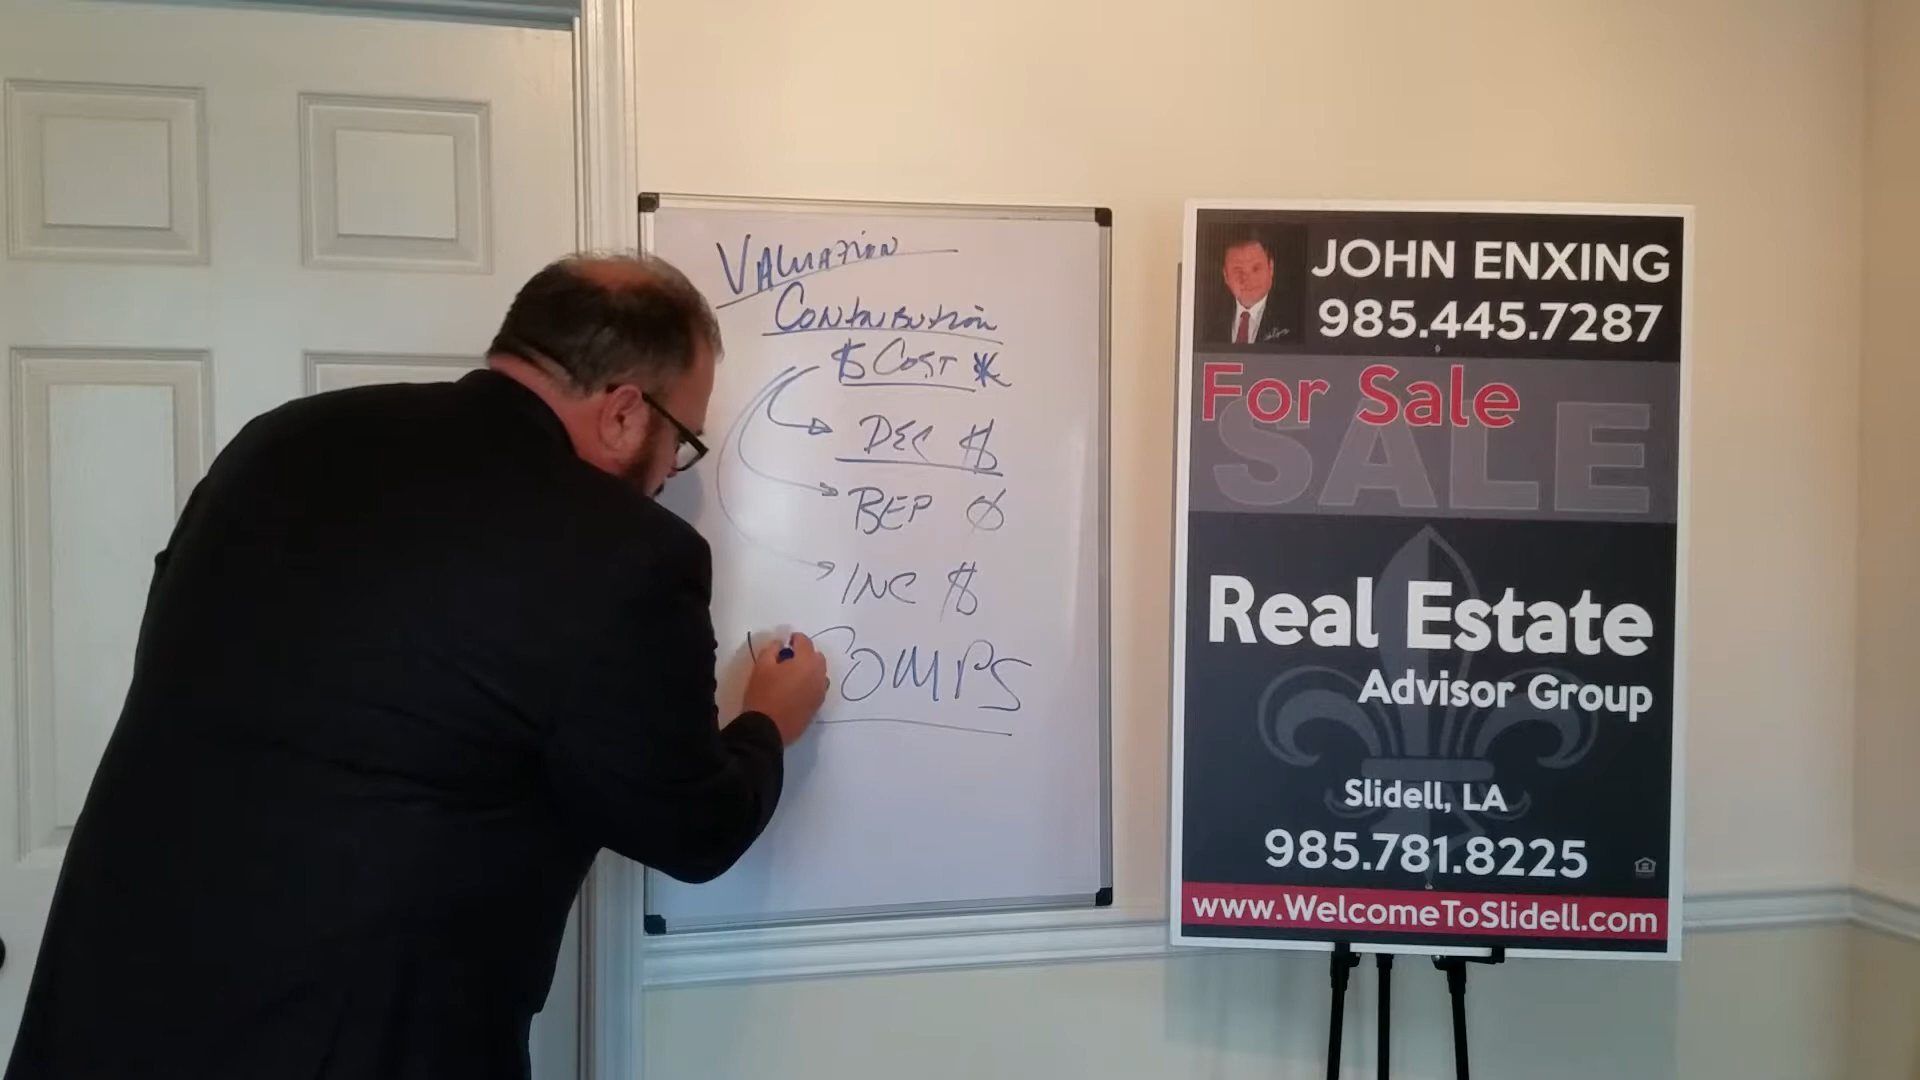 Valuation
Contribution
$ Cost *
DEC $
BEP Ø
INC $
COMPS
JOHN ENXING
985.445.7287
For Sale
SALE
Real Estate
Advisor Group
Slidell, LA
985.781.8225
www.WelcomeToSlidell.com